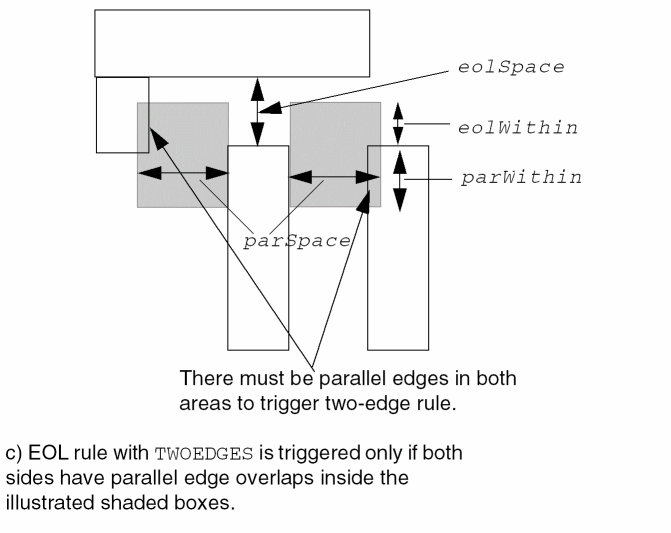 eolSpace
eolWithin
parWithin
parSpace
There must be parallel edges in both
areas to trigger two-edge rule.
c) EOL rule with TWOEDGES is triggered only if both
sides have parallel edge overlaps inside the
illustrated shaded boxes.